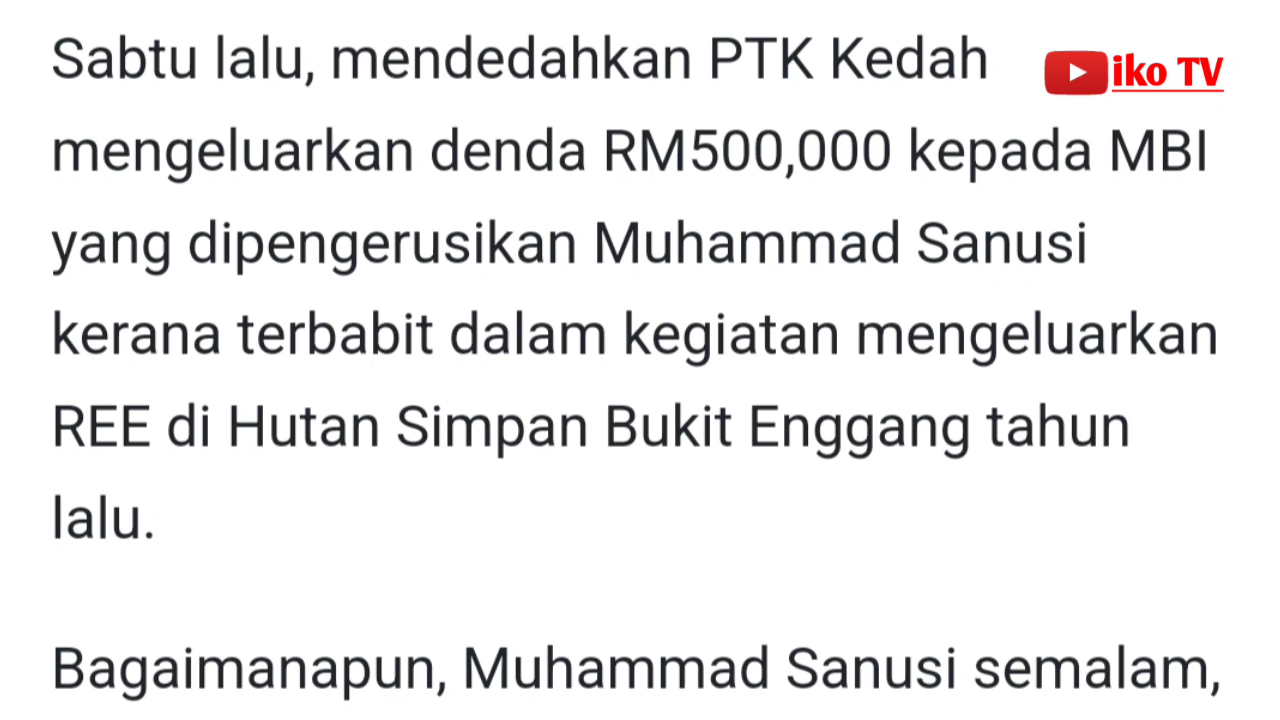 Sabtu lalu, mendedahkan PTK Kedah
iko TV
mengeluarkan denda RM500,000 kepada MBI
yang dipengerusikan Muhammad Sanusi
kerana terbabit dalam kegiatan mengeluarkan
REE di Hutan Simpan Bukit Enggang tahun
lalu.
Bagaimanapun, Muhammad Sanusi semalam,